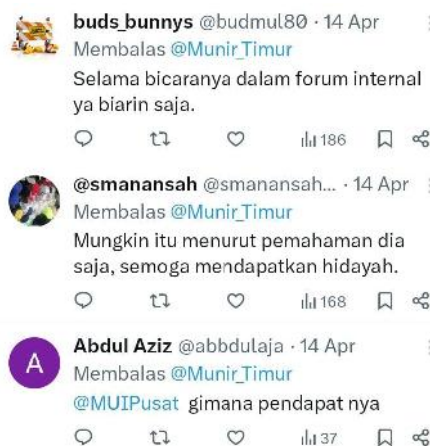 buds_bunnys @budmul80 · 14 Apr
Membalas @Munir_Timur
Selama bicaranya dalam forum internal
ya biarin saja.
186
@smanansah @smanansah... · 14 Apr
Membalas @Munir_Timur
Mungkin itu menurut pemahaman dia
saja, semoga mendapatkan hidayah.
168
A
Abdul Aziz @abbdulaja · 14 Apr
Membalas @Munir_Timur
@MUIPusat gimana pendapat nya
37